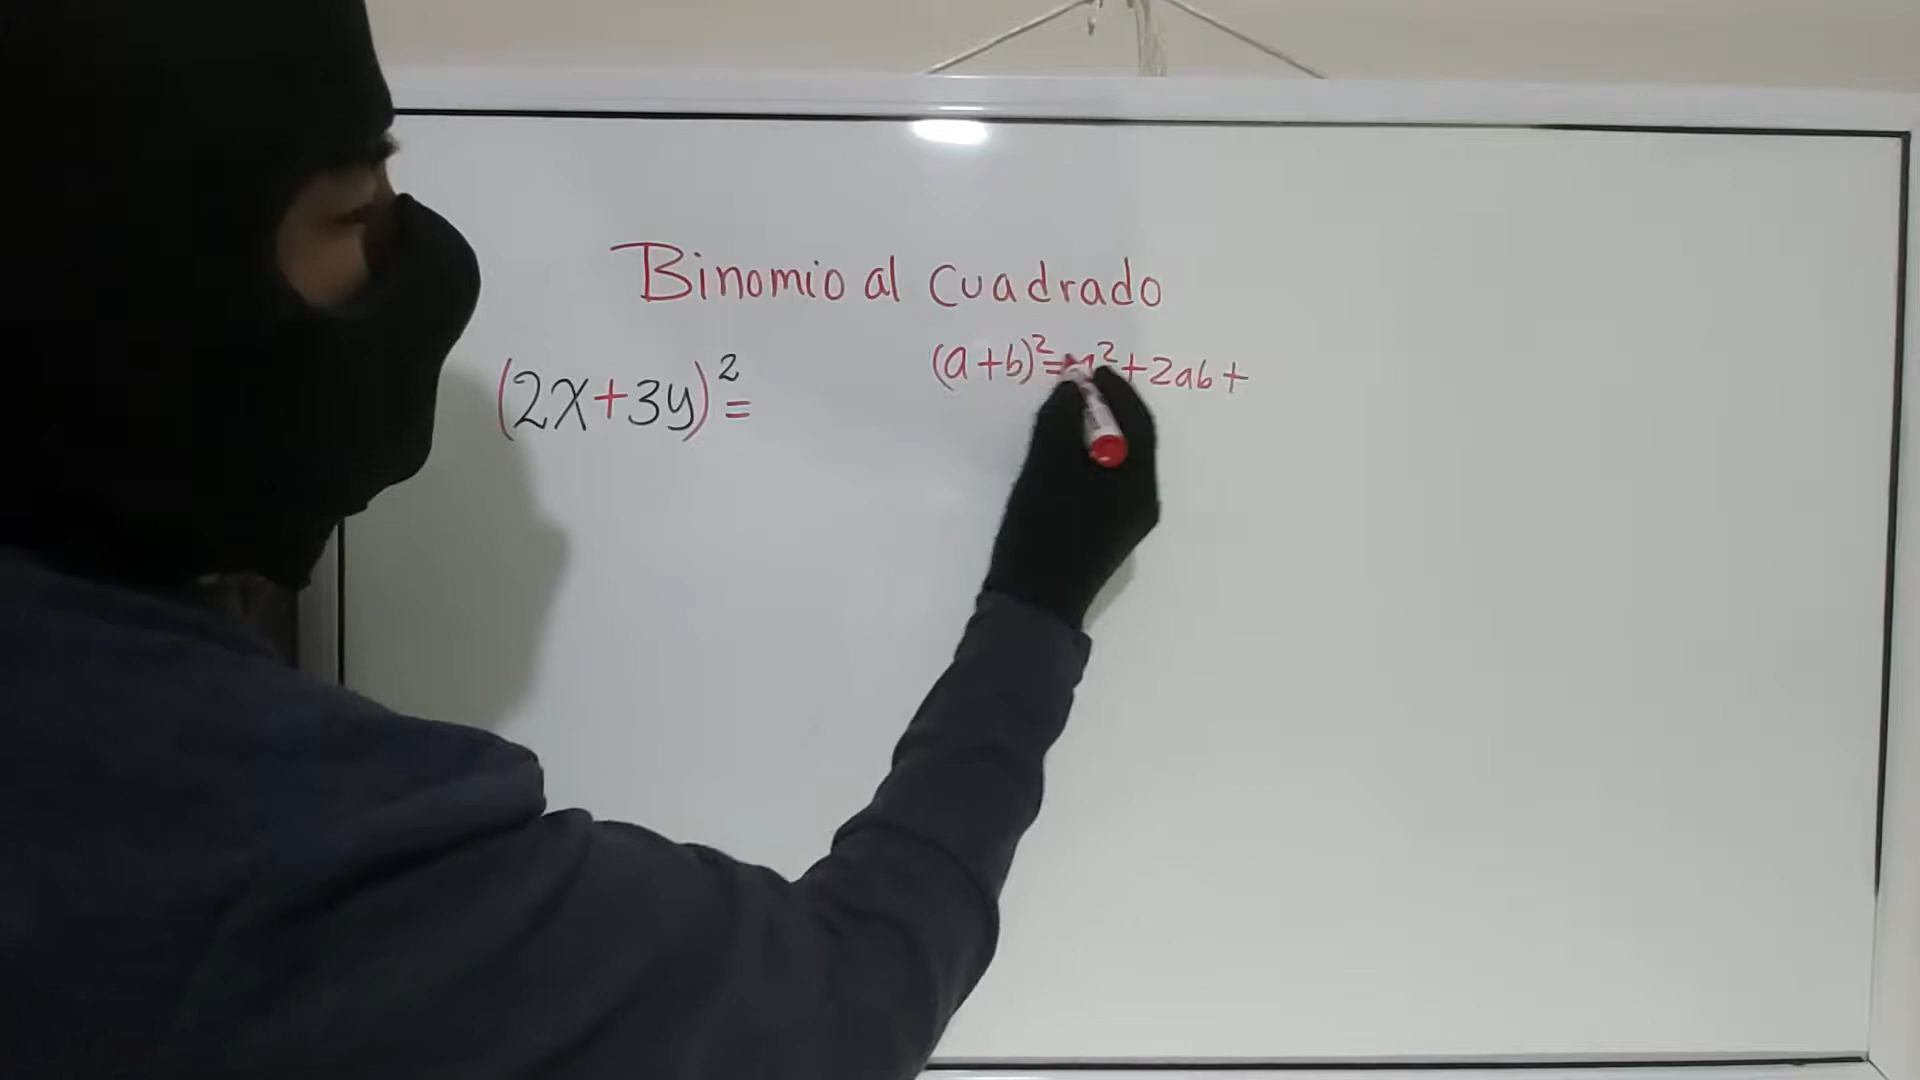 Binomio al cuadrado
(a+b)²=a²+2ab+
(2x+3y)²=